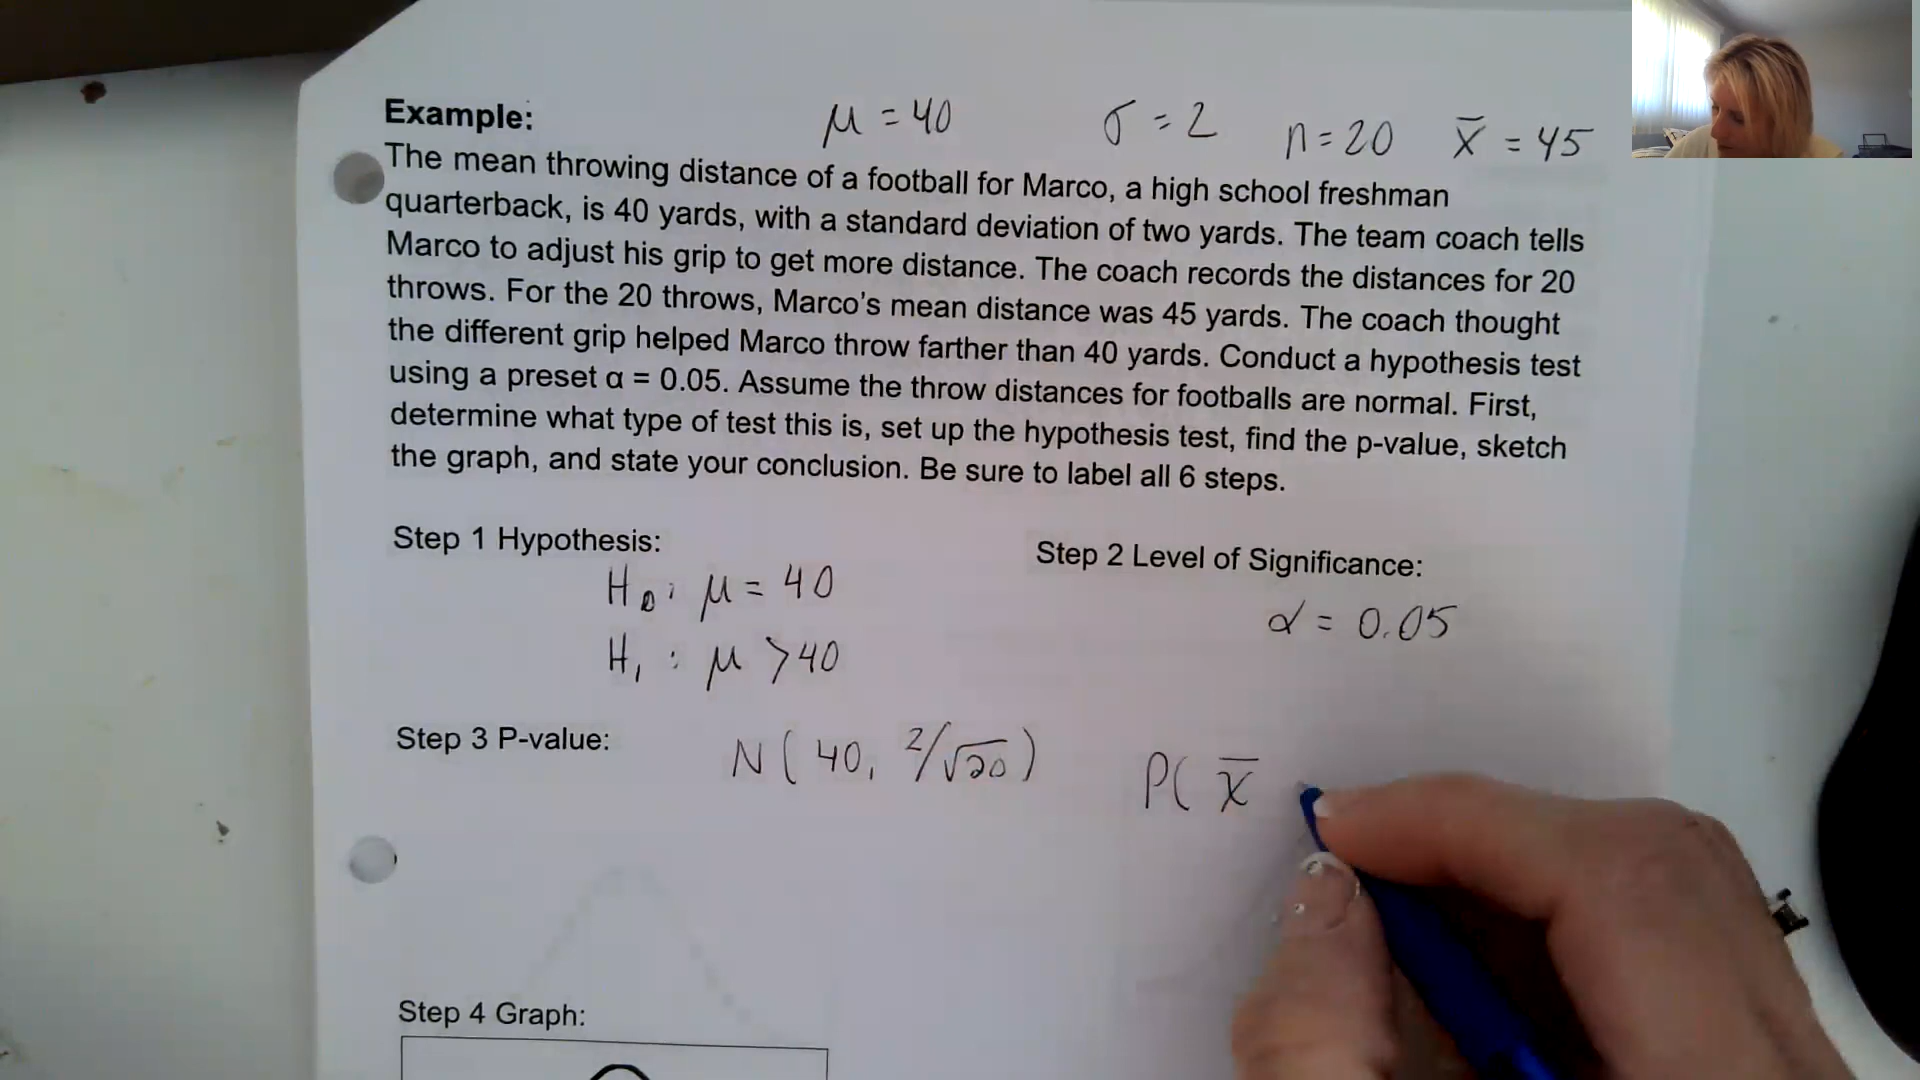 μ = 40 σ = 2 n = 20 x̄ = 45
Example:
The mean throwing distance of a football for Marco, a high school freshman
quarterback, is 40 yards, with a standard deviation of two yards. The team coach tells
Marco to adjust his grip to get more distance. The coach records the distances for 20
throws. For the 20 throws, Marco's mean distance was 45 yards. The coach thought
the different grip helped Marco throw farther than 40 yards. Conduct a hypothesis test
using a preset α = 0.05. Assume the throw distances for footballs are normal. First,
determine what type of test this is, set up the hypothesis test, find the p-value, sketch
the graph, and state your conclusion. Be sure to label all 6 steps.
Step 1 Hypothesis:
H₀: μ = 40
H₁: μ > 40
Step 2 Level of Significance:
α = 0.05
Step 3 P-value: N(40, 2/√20) P( x̄
Step 4 Graph: